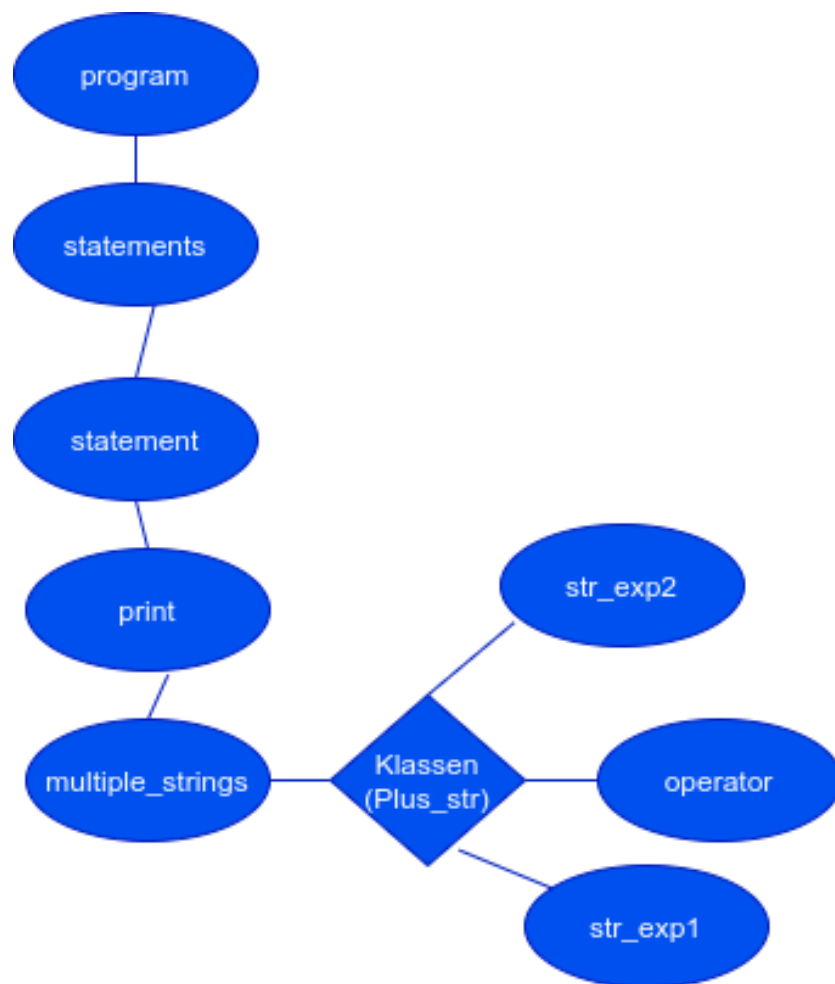 program
statements
statement
print
str_exp2
multiple_strings
Klassen
(Plus_str)
operator
str_exp1